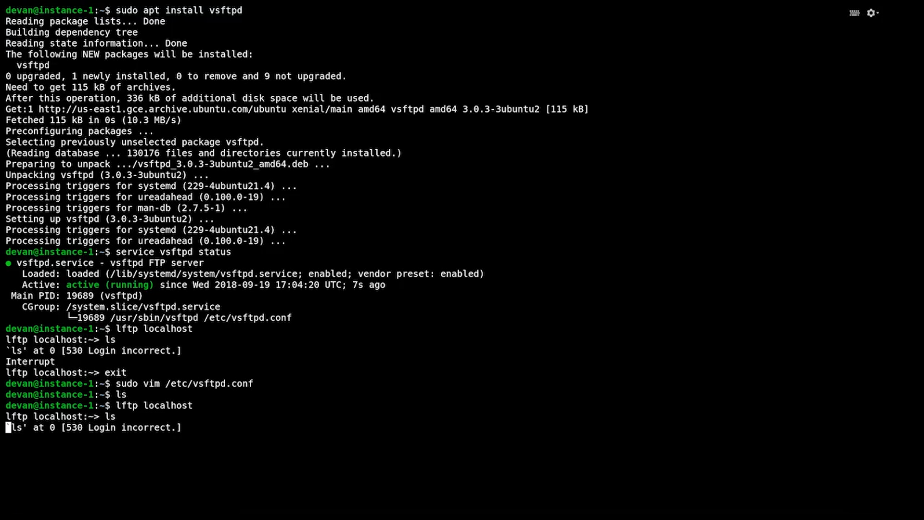 devan@instance-1:~$ sudo apt install vsftpd
Reading package lists... Done
Building dependency tree
Reading state information... Done
The following NEW packages will be installed:
  vsftpd
0 upgraded, 1 newly installed, 0 to remove and 9 not upgraded.
Need to get 115 kB of archives.
After this operation, 336 kB of additional disk space will be used.
Get:1 http://us-east1.gce.archive.ubuntu.com/ubuntu xenial/main amd64 vsftpd amd64 3.0.3-3ubuntu2 [115 kB]
Fetched 115 kB in 0s (10.3 MB/s)
Preconfiguring packages ...
Selecting previously unselected package vsftpd.
(Reading database ... 130176 files and directories currently installed.)
Preparing to unpack .../vsftpd_3.0.3-3ubuntu2_amd64.deb ...
Unpacking vsftpd (3.0.3-3ubuntu2) ...
Processing triggers for systemd (229-4ubuntu21.4) ...
Processing triggers for ureadahead (0.100.0-19) ...
Processing triggers for man-db (2.7.5-1) ...
Setting up vsftpd (3.0.3-3ubuntu2) ...
Processing triggers for systemd (229-4ubuntu21.4) ...
Processing triggers for ureadahead (0.100.0-19) ...
devan@instance-1:~$ service vsftpd status
● vsftpd.service - vsftpd FTP server
   Loaded: loaded (/lib/systemd/system/vsftpd.service; enabled; vendor preset: enabled)
   Active: active (running) since Wed 2018-09-19 17:04:20 UTC; 7s ago
 Main PID: 19689 (vsftpd)
   CGroup: /system.slice/vsftpd.service
           └─19689 /usr/sbin/vsftpd /etc/vsftpd.conf
devan@instance-1:~$ lftp localhost
lftp localhost:~> ls
`ls' at 0 [530 Login incorrect.]
Interrupt
lftp localhost:~> exit
devan@instance-1:~$ sudo vim /etc/vsftpd.conf
devan@instance-1:~$ ls
devan@instance-1:~$ lftp localhost
lftp localhost:~> ls
`ls' at 0 [530 Login incorrect.]